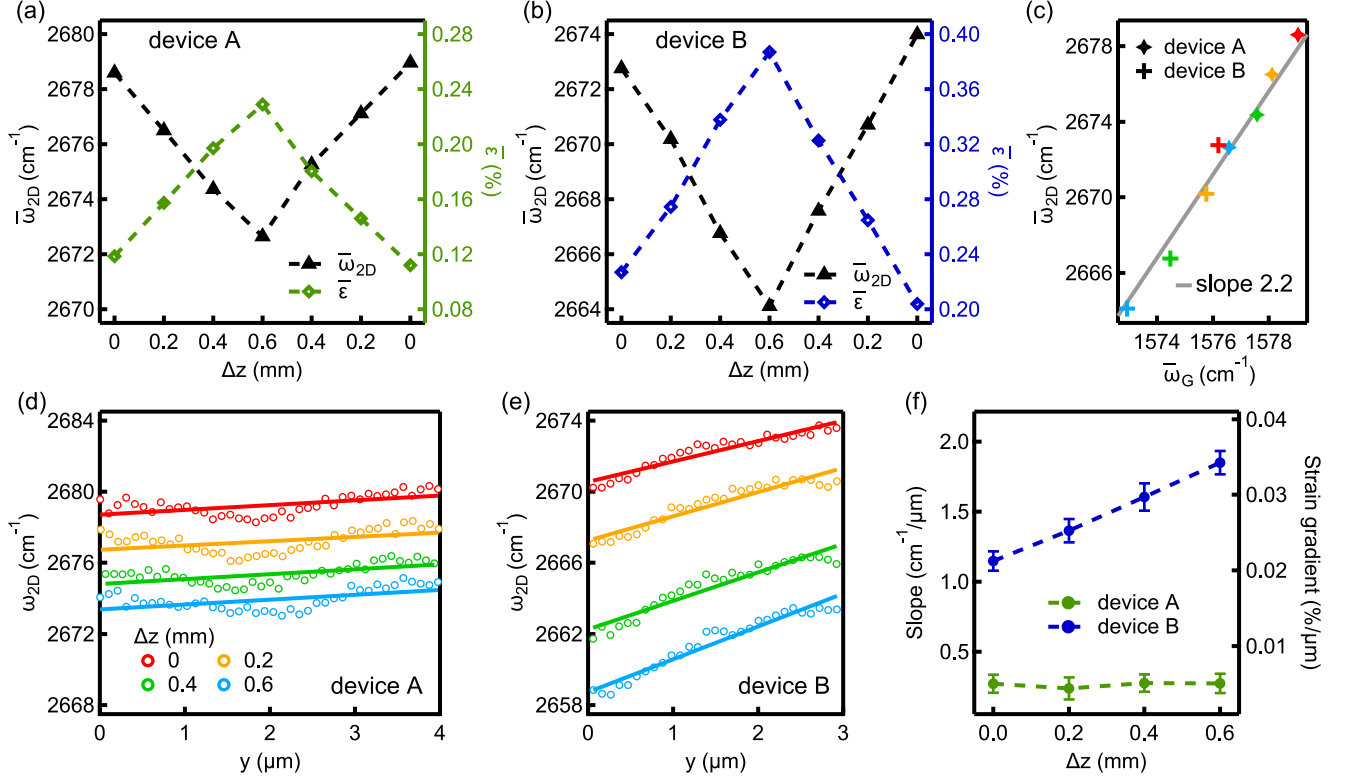 (a)
device A
2680
2678
2676
2674
2672
2670
ω̅2D (cm⁻¹)
0.28
0.24
0.20
0.16
0.12
0.08
ε̅ (%)
ω̅2D
ε̅
0 0.2 0.4 0.6 0.4 0.2 0
Δz (mm)
(b)
device B
2674
2672
2670
2668
2666
2664
ω̅2D (cm⁻¹)
0.40
0.36
0.32
0.28
0.24
0.20
ε̅ (%)
ω̅2D
ε̅
0 0.2 0.4 0.6 0.4 0.2 0
Δz (mm)
(c)
device A
device B
2678
2674
2670
2666
ω̅2D (cm⁻¹)
slope 2.2
1574 1576 1578
ω̅G (cm⁻¹)
(d)
2684
2680
2676
2672
2668
ω2D (cm⁻¹)
Δz (mm)
0 0.2
0.4 0.6
device A
0 1 2 3 4
y (μm)
(e)
2674
2670
2666
2662
2658
ω2D (cm⁻¹)
device B
0 1 2 3
y (μm)
(f)
2.0
1.5
1.0
0.5
Slope (cm⁻¹/μm)
0.04
0.03
0.02
0.01
Strain gradient (%/μm)
device A
device B
0.0 0.2 0.4 0.6
Δz (mm)